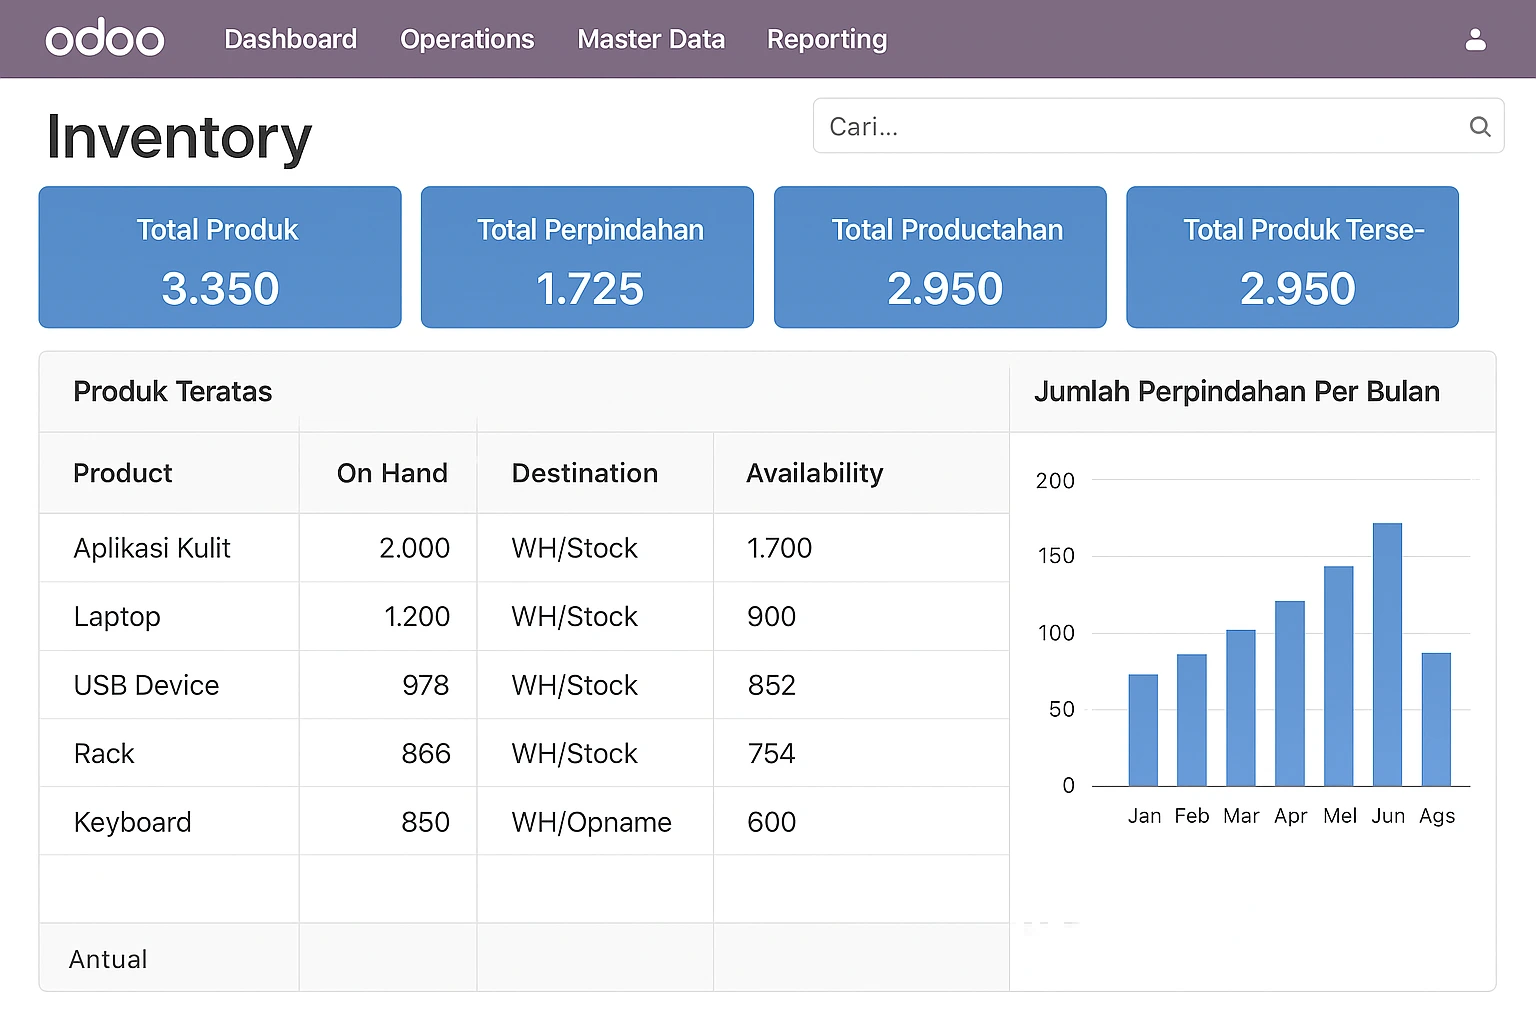 odoo Dashboard Operations Master Data Reporting
Inventory
Cari...
Total Produk
3.350
Total Perpindahan
1.725
Total Productahan
2.950
Total Produk Terse-
2.950
Produk Teratas
Product On Hand Destination Availability
Aplikasi Kulit 2.000 WH/Stock 1.700
Laptop 1.200 WH/Stock 900
USB Device 978 WH/Stock 852
Rack 866 WH/Stock 754
Keyboard 850 WH/Opname 600
Antual
Jumlah Perpindahan Per Bulan
200
150
100
50
0
Jan Feb Mar Apr Mel Jun Ags